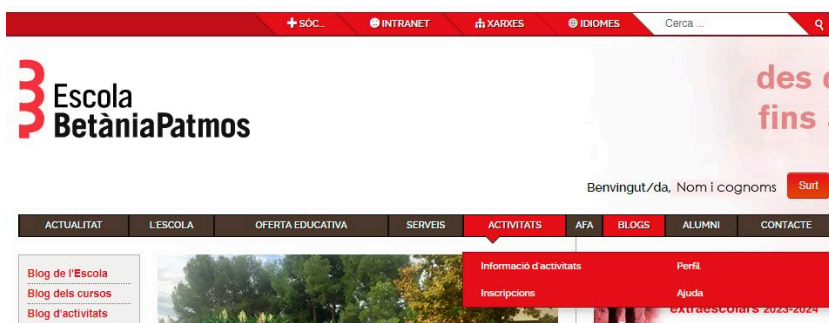 SÓC...
INTRANET
XARXES
IDIOMES
Cerca ...
Escola
BetàniaPatmos
des
fins
Benvingut/da, Nom i cognoms
Surt
ACTUALITAT
L'ESCOLA
OFERTA EDUCATIVA
SERVEIS
ACTIVITATS
AFA
BLOGS
ALUMNI
CONTACTE
Informació d'activitats
Perfil
Inscripcions
Ajuda
Blog de l'Escola
Blog dels cursos
Blog d'activitats
extraescolars 2023-2024